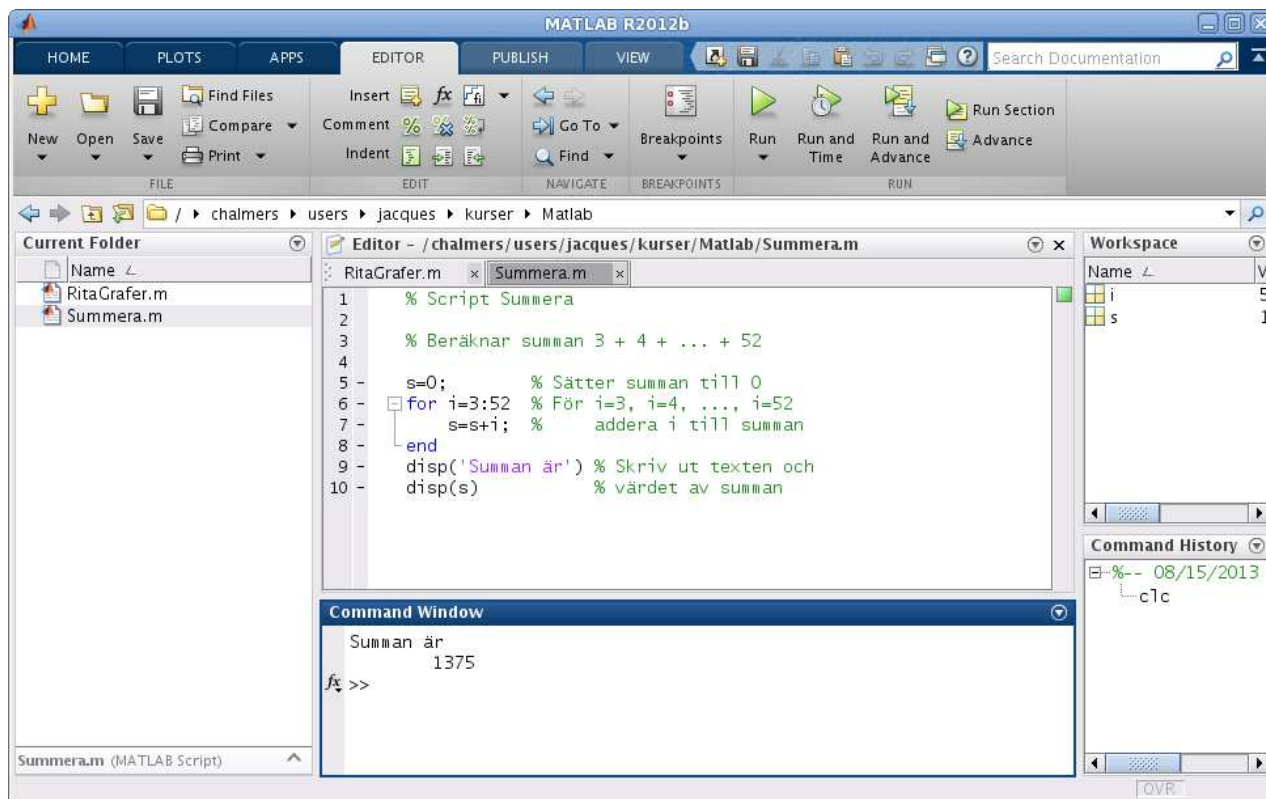 MATLAB R2012b
HOME PLOTS APPS EDITOR PUBLISH VIEW Search Documentation
New Open Save
Find Files
Compare
Print
FILE
Insert fx fi
Comment % % %
Indent
EDIT
Go To
Find
NAVIGATE
Breakpoints
BREAKPOINTS
Run
Run and Time
Run and Advance
Run Section
Advance
RUN
/ chalmers users jacques kurser Matlab
Current Folder
Name
RitaGrafer.m
Summera.m
Summera.m (MATLAB Script)
Editor - /chalmers/users/jacques/kurser/Matlab/Summera.m
RitaGrafer.m × Summera.m ×
1 % Script Summera
2
3 % Beräknar summan 3 + 4 + ... + 52
4
5 - s=0; % Sätter summan till 0
6 - for i=3:52 % För i=3, i=4, ..., i=52
7 - s=s+i; % addera i till summan
8 - end
9 - disp('Summan är') % Skriv ut texten och
10 - disp(s) % värdet av summan
Command Window
Summan är
1375
fx >>
Workspace
Name V
i 5
s 1
Command History
%-- 08/15/2013
clc
OVR